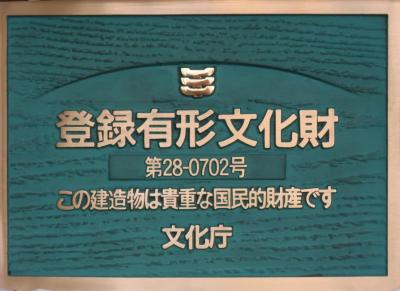 登録有形文化財
第28-0702号
この建造物は貴重な国民的財産です
文化庁